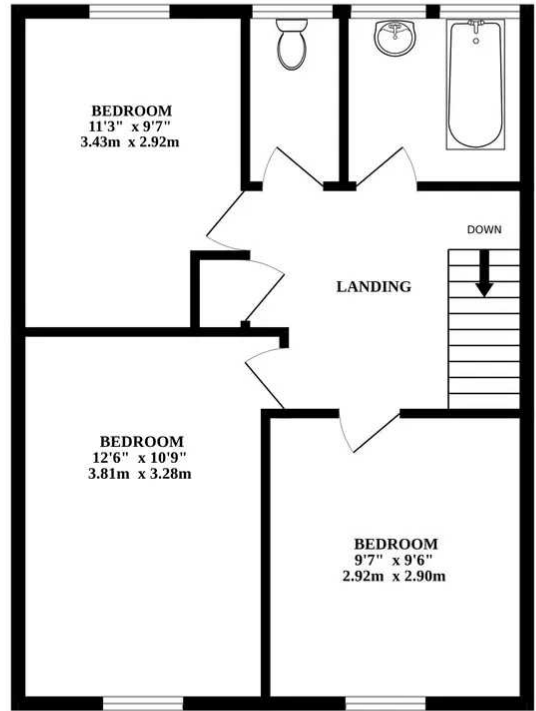 BEDROOM
11'3" x 9'7"
3.43m x 2.92m
DOWN
LANDING
BEDROOM
12'6" x 10'9"
3.81m x 3.28m
BEDROOM
9'7" x 9'6"
2.92m x 2.90m